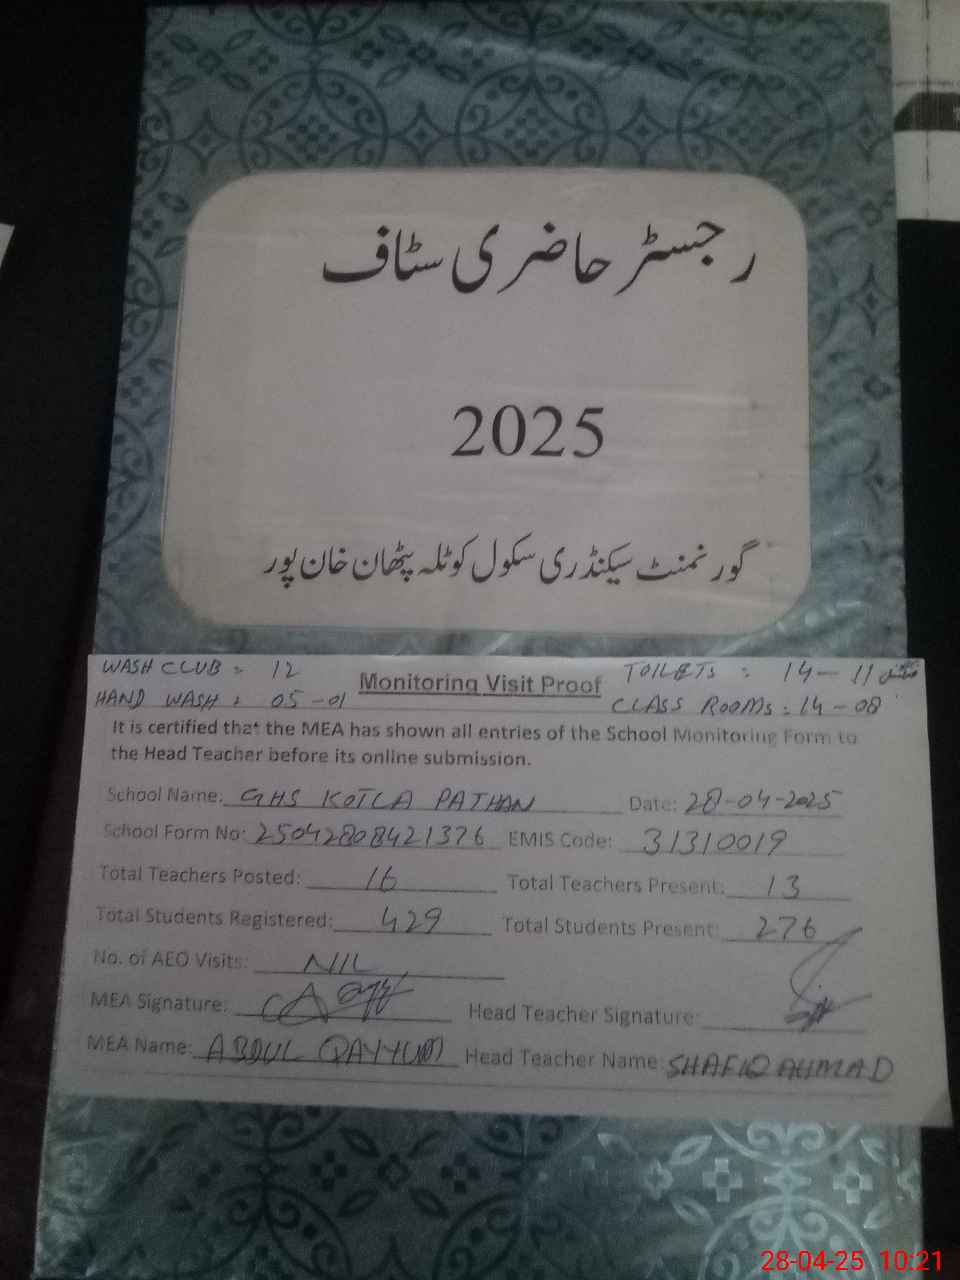 رجسٹر حاضری سٹاف
2025
گورنمنٹ سیکنڈری سکول کوٹلہ پٹھان خان پور
WASH CLUB = 12 TOILETS : 14-11
HAND WASH : 05-01 Monitoring Visit Proof CLASS ROOMS : 14-08
It is certified that the MEA has shown all entries of the School Monitoring Form to
the Head Teacher before its online submission.
School Name: GHS KOTLA PATHAN Date: 28-04-2025
School Form No: 25042808421376 EMIS Code: 31310019
Total Teachers Posted: 16 Total Teachers Present: 13
Total Students Registered: 429 Total Students Present: 276
No. of AEO Visits: NIL
MEA Signature: Head Teacher Signature:
MEA Name: ABDUL QAYYUM Head Teacher Name: SHAFIQ AHMAD
28-04-25 10:21